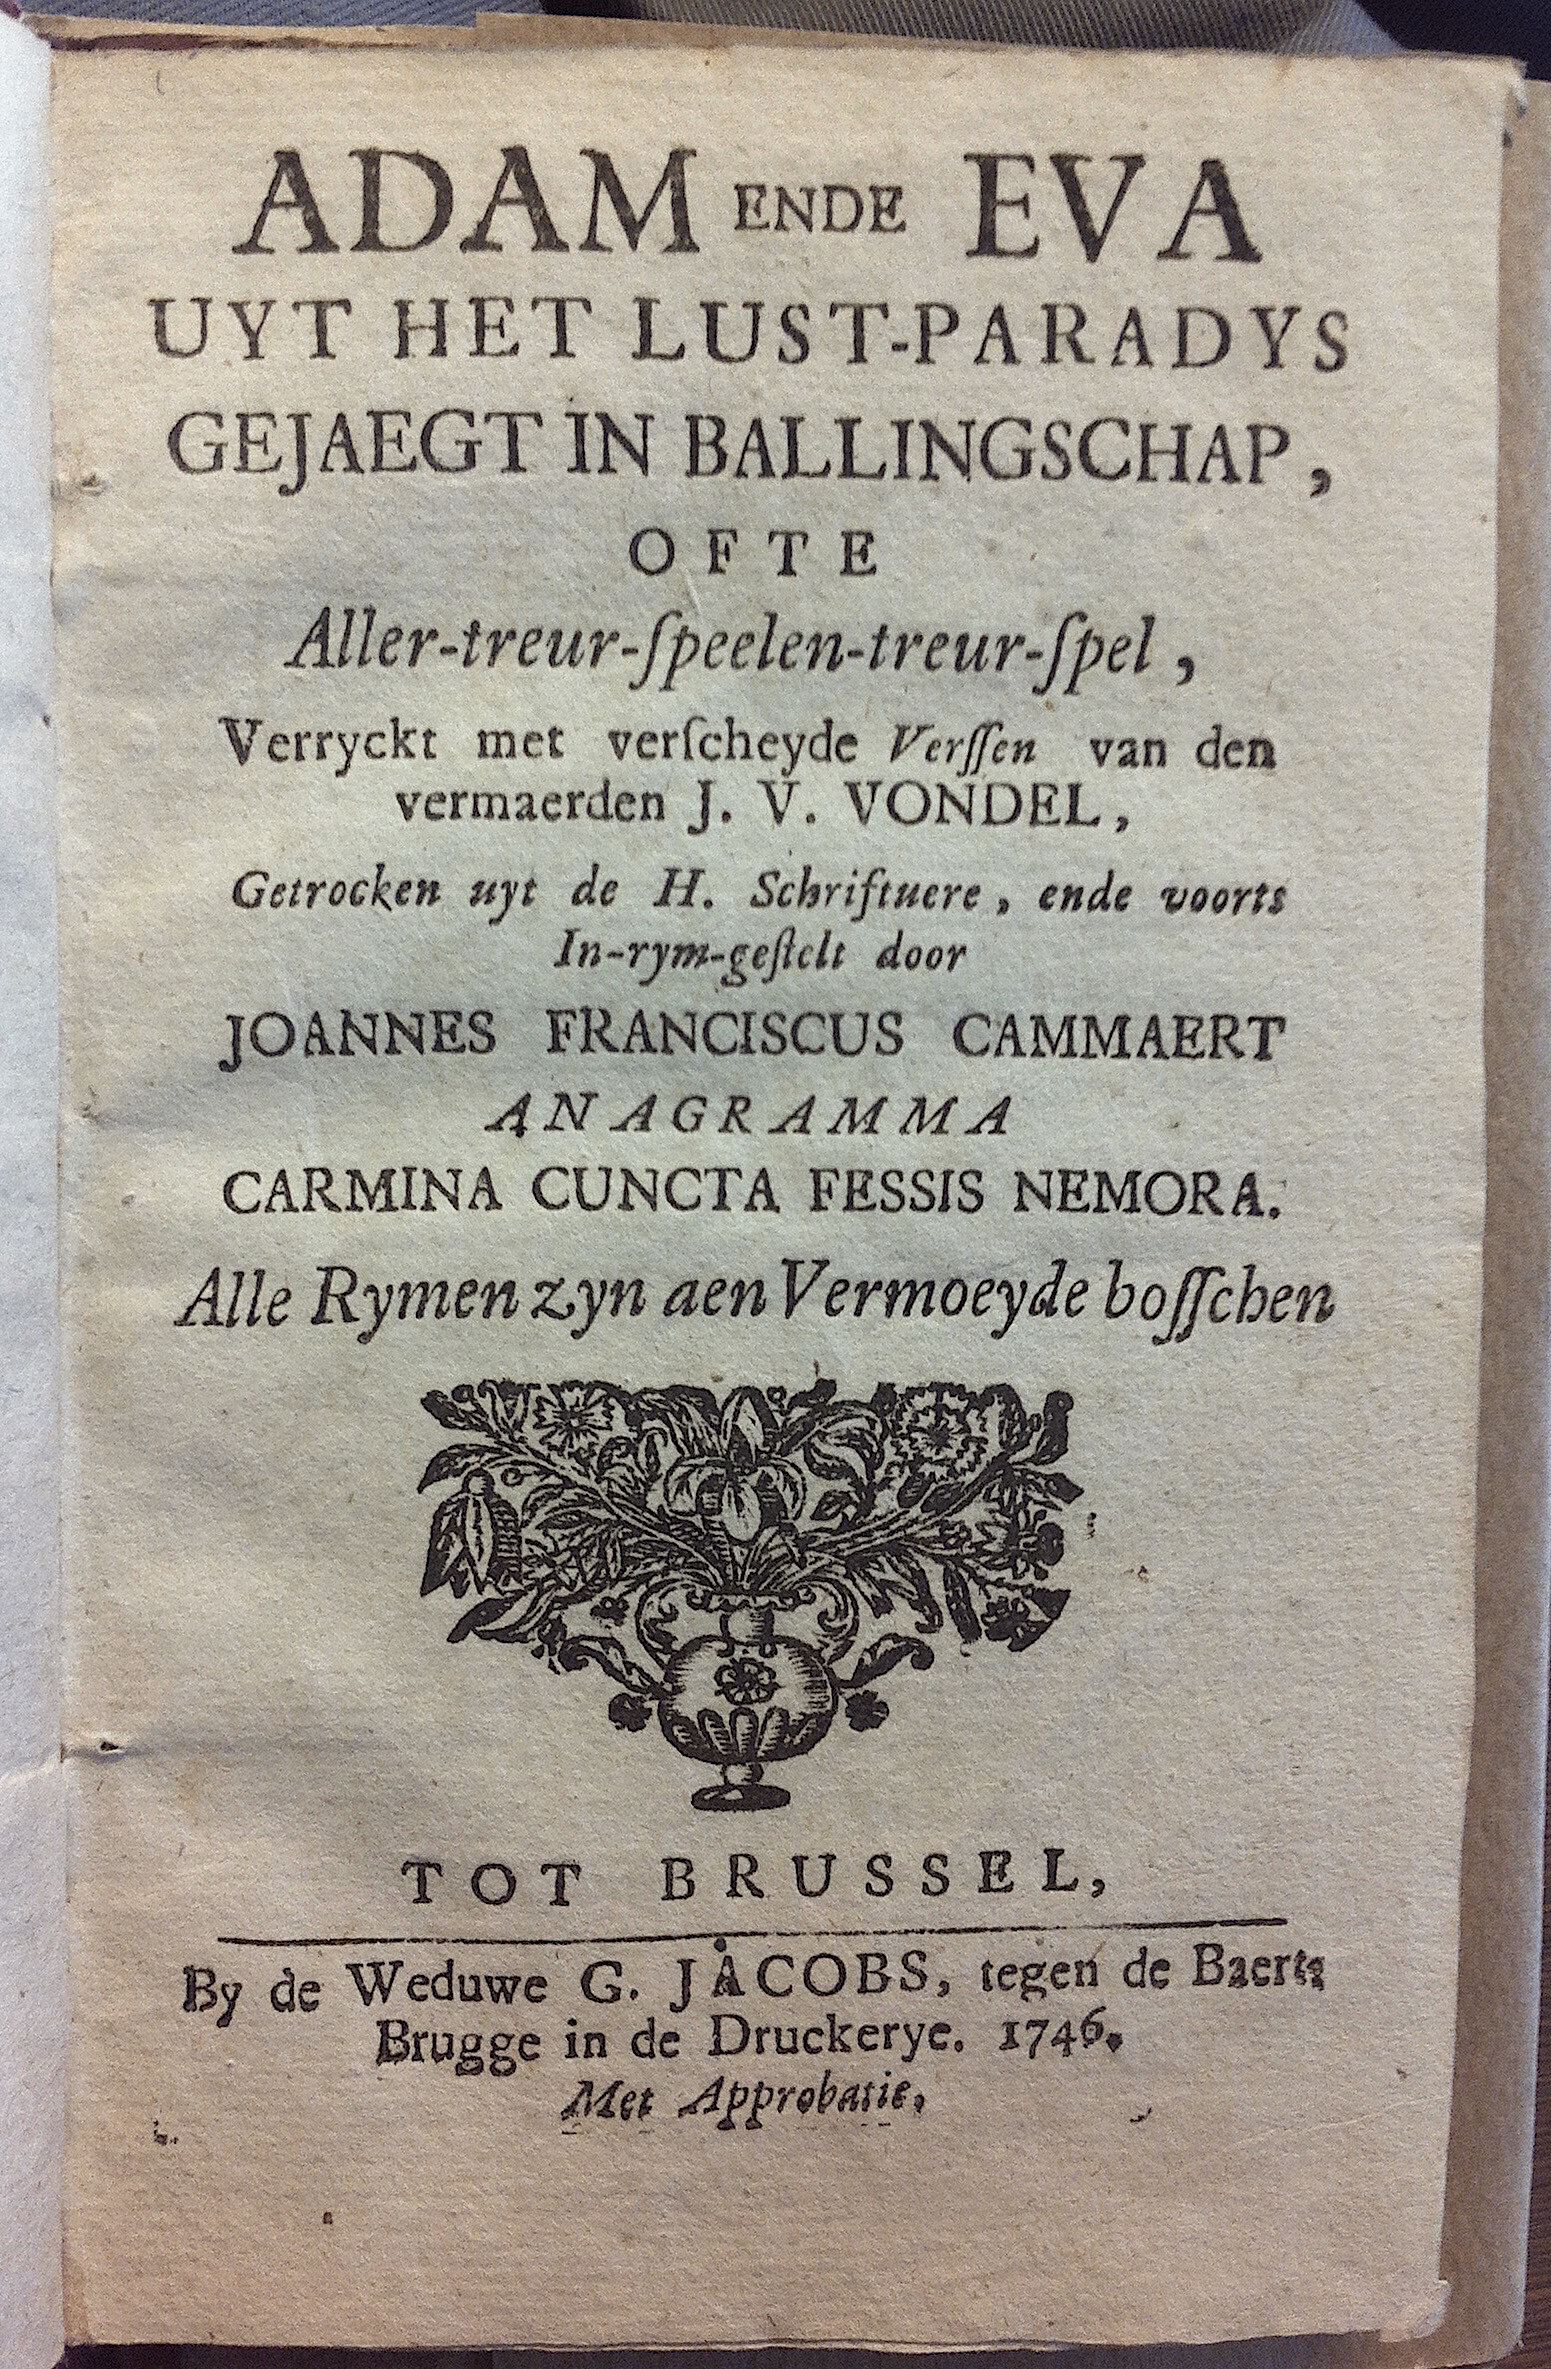 ADAM ENDE EVA
UYT HET LUST-PARADYS
GEJAEGT IN BALLINGSCHAP,
OFTE
Aller-treur-ſpeelen-treur-ſpel,
Verryckt met verſcheyde Verſſen van den
vermaerden J. V. VONDEL,
Getrocken uyt de H. Schriftuere, ende voorts
In-rym-geſtelt door
JOANNES FRANCISCUS CAMMAERT
ANAGRAMMA
CARMINA CUNCTA FESSIS NEMORA.
Alle Rymen zyn aen Vermoeyde boſſchen
TOT BRUSSEL,
By de Weduwe G. JACOBS, tegen de Baerts
Brugge in de Druckerye. 1746.
Met Approbatie.